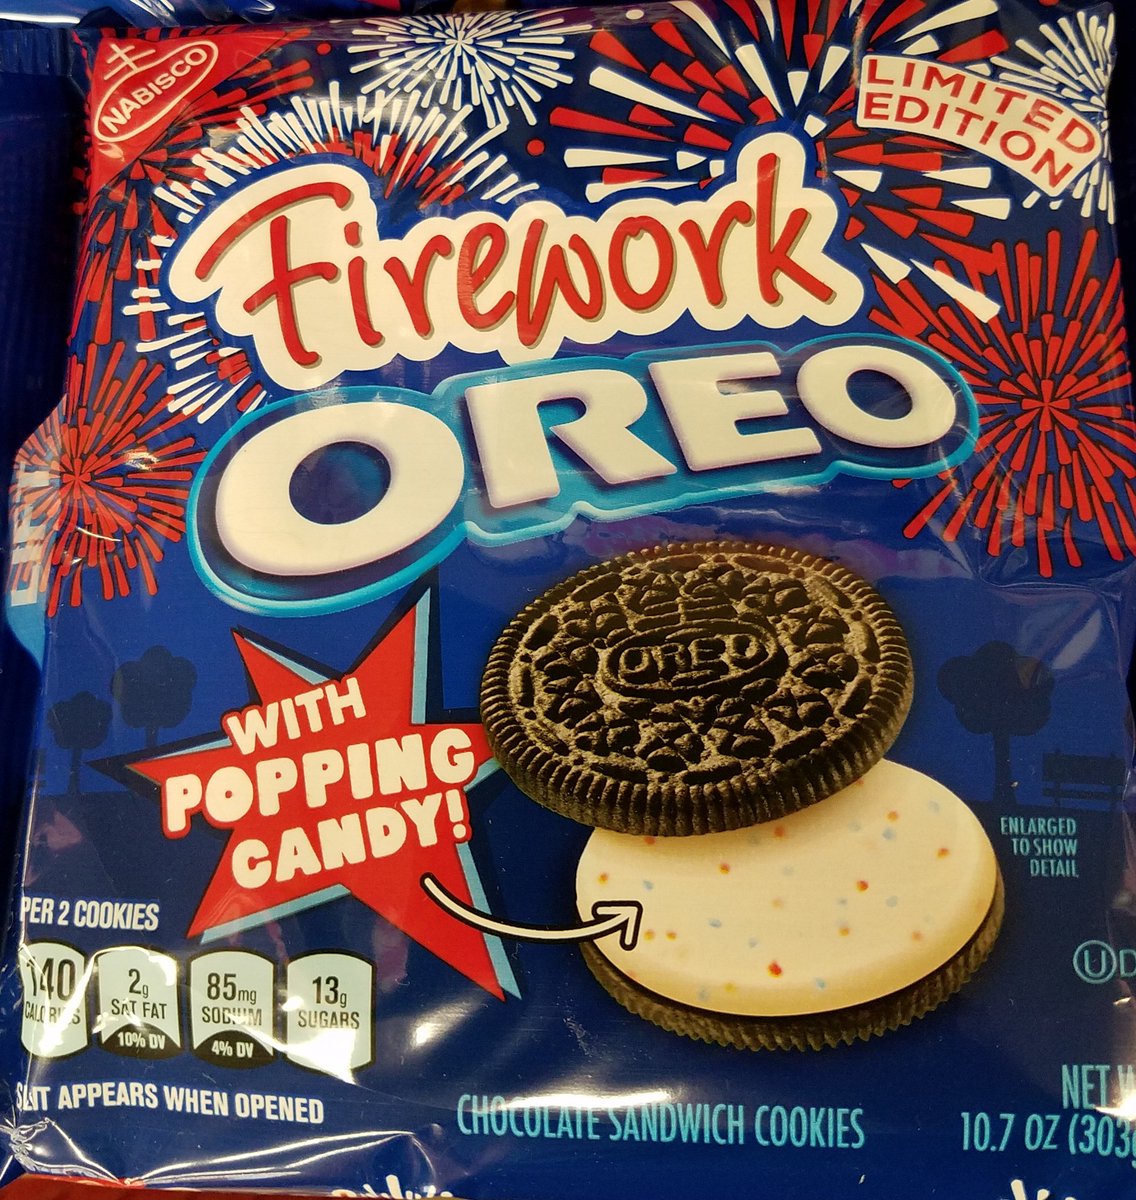 NABISCO
LIMITED
EDITION
Firework
OREO
OREO
WITH
POPPING
CANDY!
ENLARGED
TO SHOW
DETAIL
PER 2 COOKIES
140
CALORIES
2g
SAT FAT
10% DV
85mg
SODIUM
4% DV
13g
SUGARS
U D
APPEARS WHEN OPENED
CHOCOLATE SANDWICH COOKIES
NET
10.7 OZ (303g